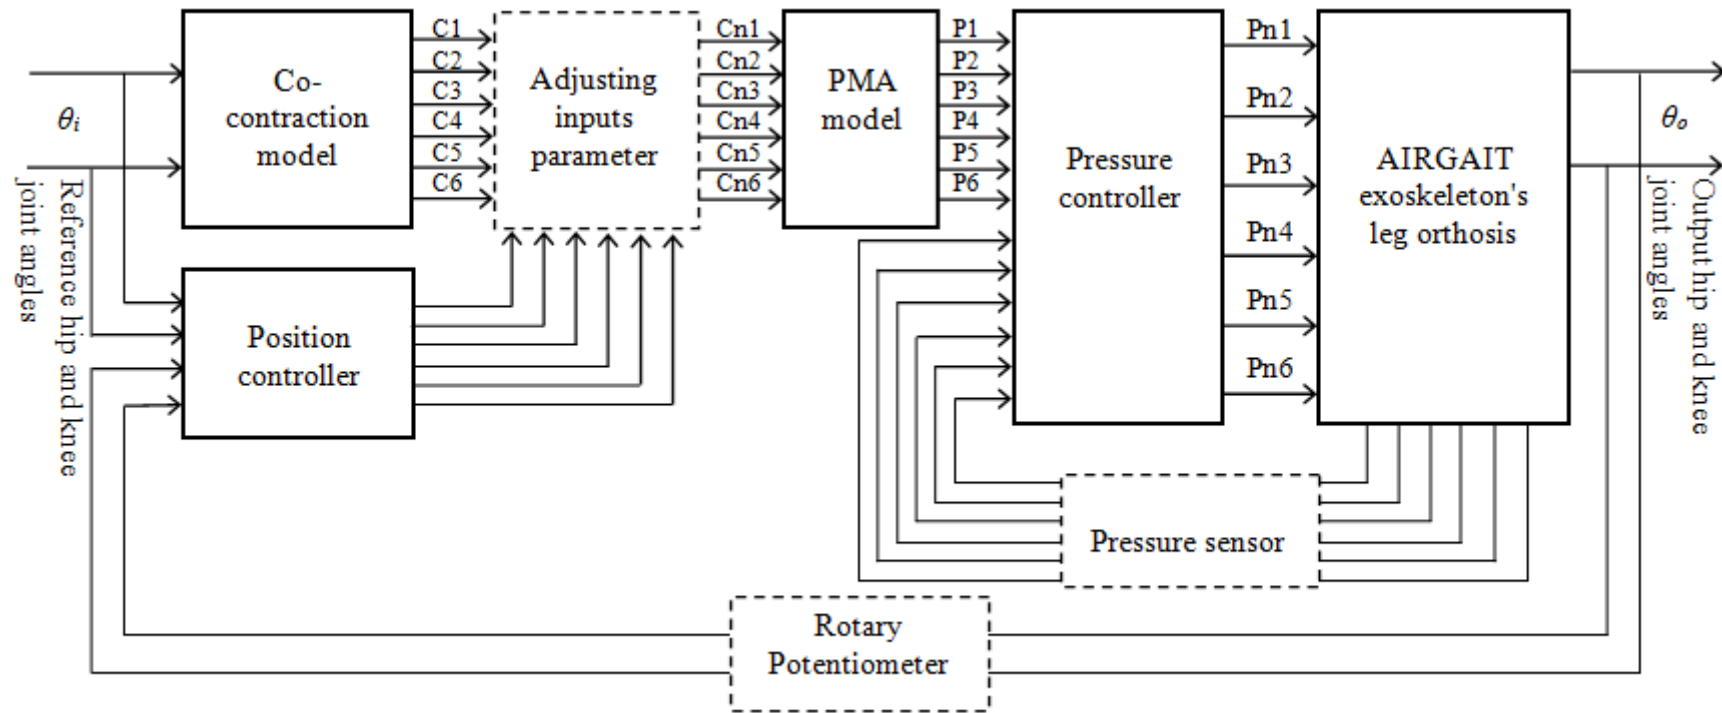 θi
Reference hip and knee
joint angles
Co-
contraction
model
C1
C2
C3
C4
C5
C6
Adjusting
inputs
parameter
Cn1
Cn2
Cn3
Cn4
Cn5
Cn6
PMA
model
P1
P2
P3
P4
P5
P6
Pressure
controller
Pn1
Pn2
Pn3
Pn4
Pn5
Pn6
AIRGAIT
exoskeleton's
leg orthosis
θo
Output hip and knee
joint angles
Position
controller
Pressure sensor
Rotary
Potentiometer